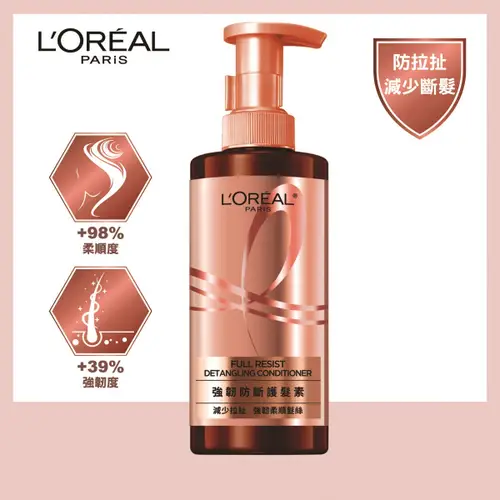 L'ORÉAL
PARIS
防拉扯
減少斷髮
+98%
柔順度
+39%
強韌度
L'ORÉAL®
PARIS
FULL RESIST
DETANGLING CONDITIONER
強韌防斷護髮素
減少拉扯 強韌柔順髮絲